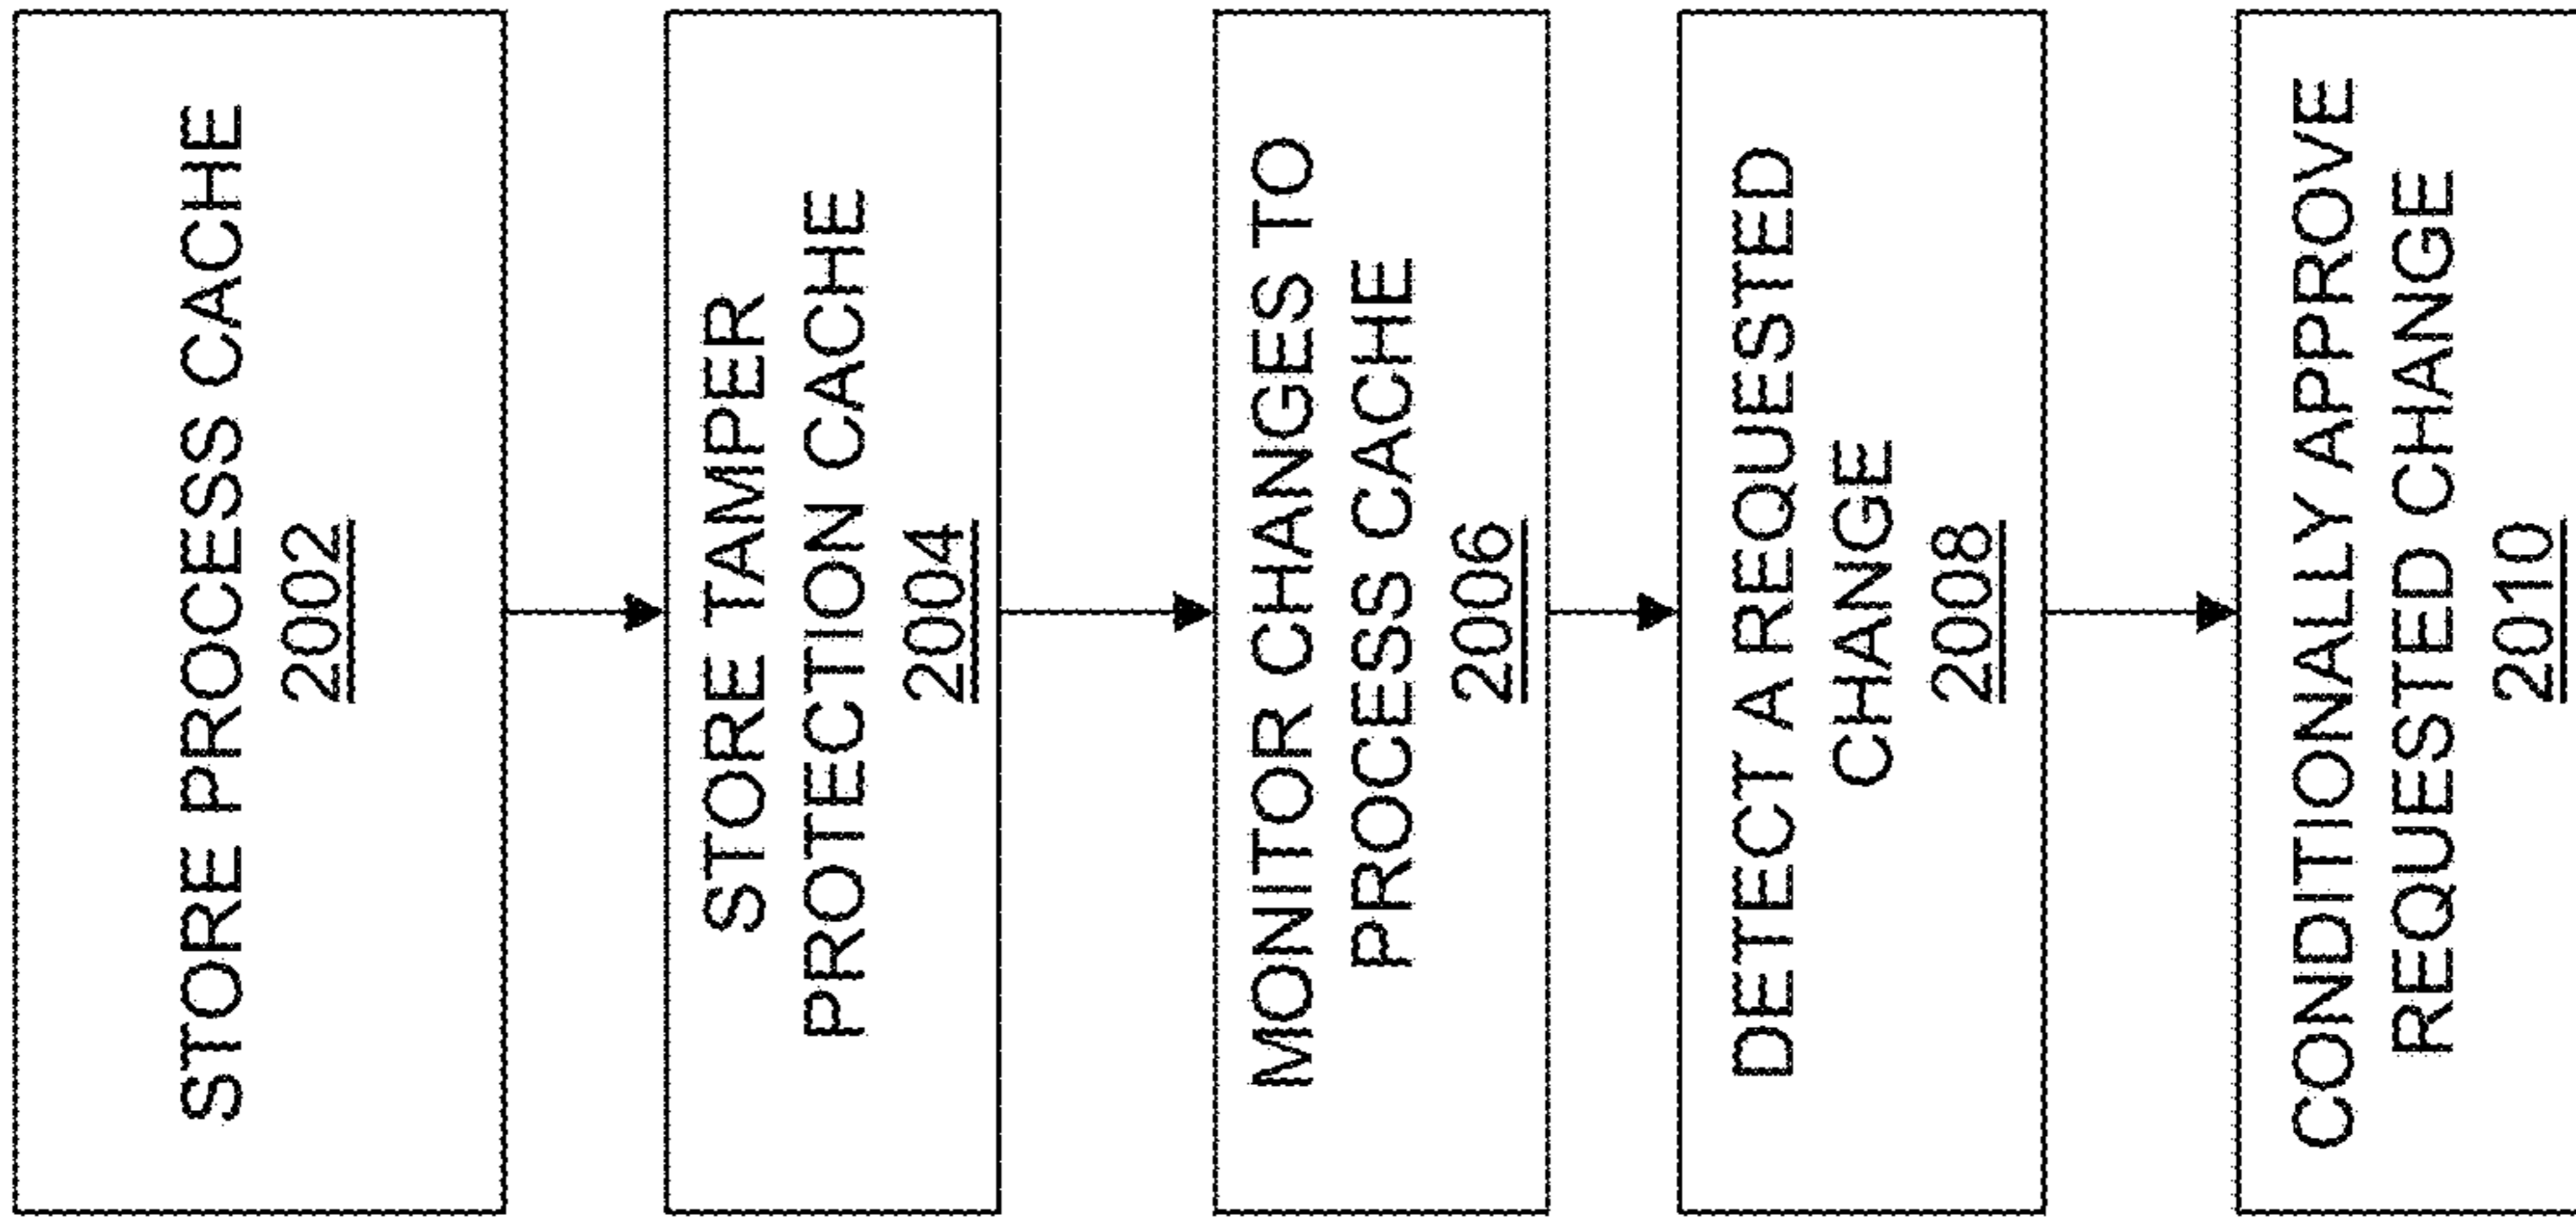 STORE PROCESS CACHE
2002
STORE TAMPER
PROTECTION CACHE
2004
MONITOR CHANGES TO
PROCESS CACHE
2006
DETECT A REQUESTED
CHANGE
2008
CONDITIONALLY APPROVE
REQUESTED CHANGE
2010